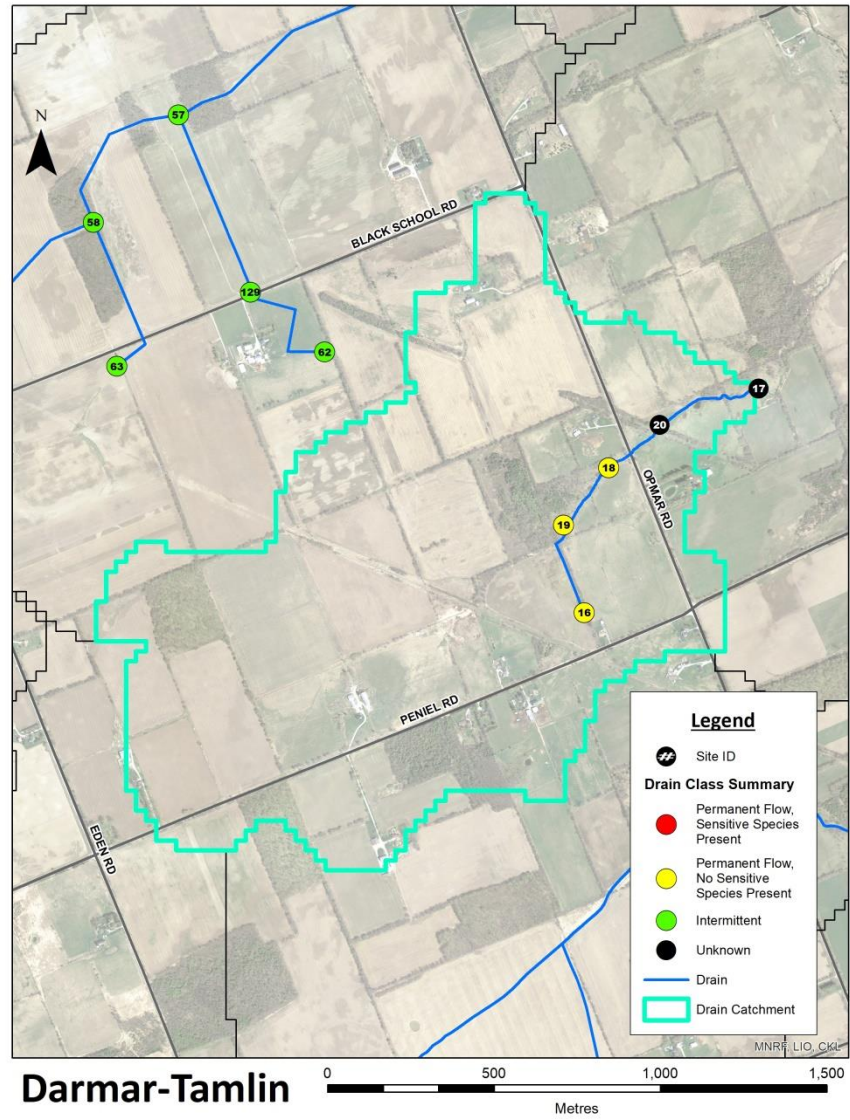 57
N
58
BLACK SCHOOL RD
129
62
63
17
20
18
OPMAR RD
19
16
PENIEL RD
EDEN RD
Legend
# Site ID
Drain Class Summary
Permanent Flow,
Sensitive Species
Present
Permanent Flow,
No Sensitive
Species Present
Intermittent
Unknown
Drain
Drain Catchment
MNRF, LIO, CKL
Darmar-Tamlin
0 500 1,000 1,500
Metres